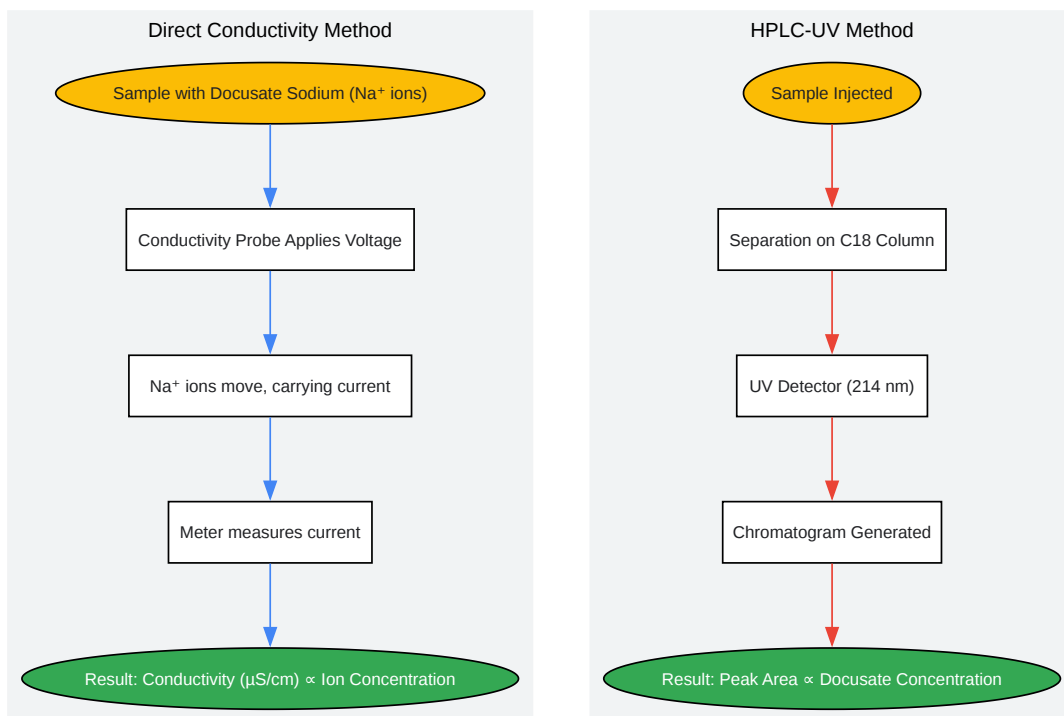 Direct Conductivity Method
Sample with Docusate Sodium (Na⁺ ions)
Conductivity Probe Applies Voltage
Na⁺ ions move, carrying current
Meter measures current
Result: Conductivity (µS/cm) ∝ Ion Concentration
HPLC-UV Method
Sample Injected
Separation on C18 Column
UV Detector (214 nm)
Chromatogram Generated
Result: Peak Area ∝ Docusate Concentration